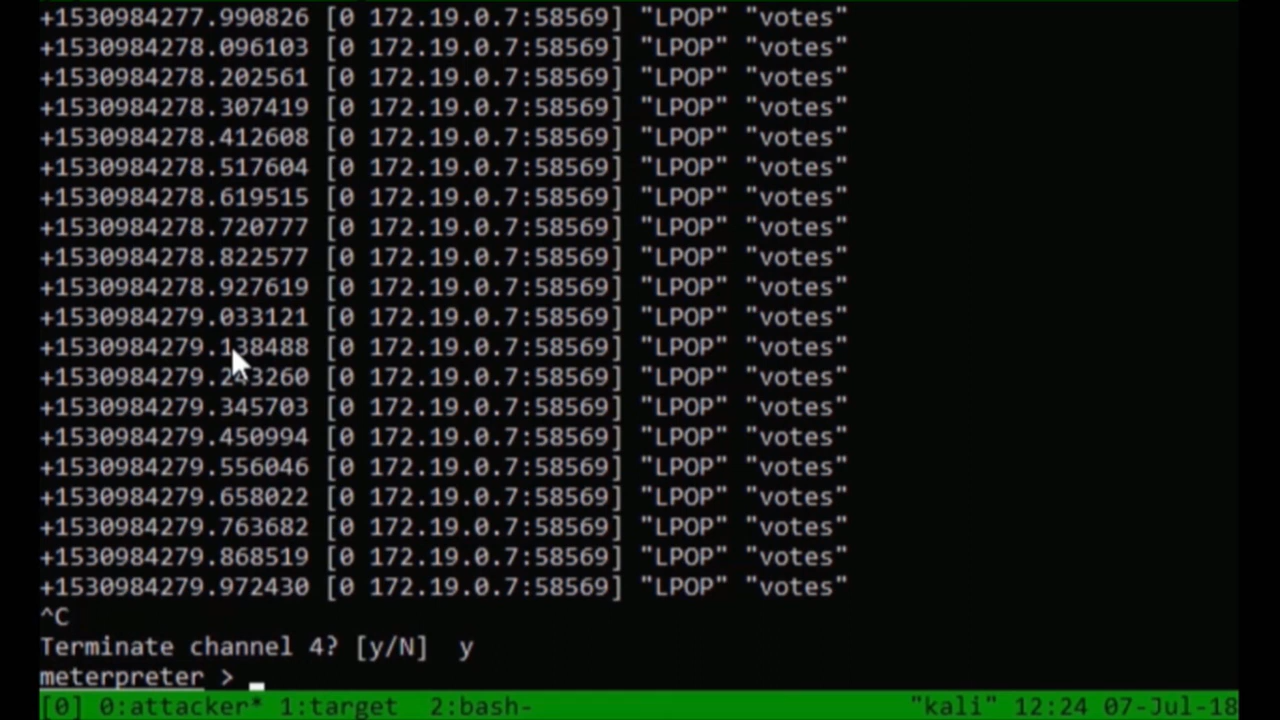 +1530984277.990826 [0 172.19.0.7:58569] "LPOP" "votes"
+1530984278.096103 [0 172.19.0.7:58569] "LPOP" "votes"
+1530984278.202561 [0 172.19.0.7:58569] "LPOP" "votes"
+1530984278.307419 [0 172.19.0.7:58569] "LPOP" "votes"
+1530984278.412608 [0 172.19.0.7:58569] "LPOP" "votes"
+1530984278.517604 [0 172.19.0.7:58569] "LPOP" "votes"
+1530984278.619515 [0 172.19.0.7:58569] "LPOP" "votes"
+1530984278.720777 [0 172.19.0.7:58569] "LPOP" "votes"
+1530984278.822577 [0 172.19.0.7:58569] "LPOP" "votes"
+1530984278.927619 [0 172.19.0.7:58569] "LPOP" "votes"
+1530984279.033121 [0 172.19.0.7:58569] "LPOP" "votes"
+1530984279.138488 [0 172.19.0.7:58569] "LPOP" "votes"
+1530984279.243260 [0 172.19.0.7:58569] "LPOP" "votes"
+1530984279.345703 [0 172.19.0.7:58569] "LPOP" "votes"
+1530984279.450994 [0 172.19.0.7:58569] "LPOP" "votes"
+1530984279.556046 [0 172.19.0.7:58569] "LPOP" "votes"
+1530984279.658022 [0 172.19.0.7:58569] "LPOP" "votes"
+1530984279.763682 [0 172.19.0.7:58569] "LPOP" "votes"
+1530984279.868519 [0 172.19.0.7:58569] "LPOP" "votes"
+1530984279.972430 [0 172.19.0.7:58569] "LPOP" "votes"
^C
Terminate channel 4? [y/N]  y
meterpreter >
[0] 0:attacker* 1:target  2:bash- "kali" 12:24 07-Jul-18